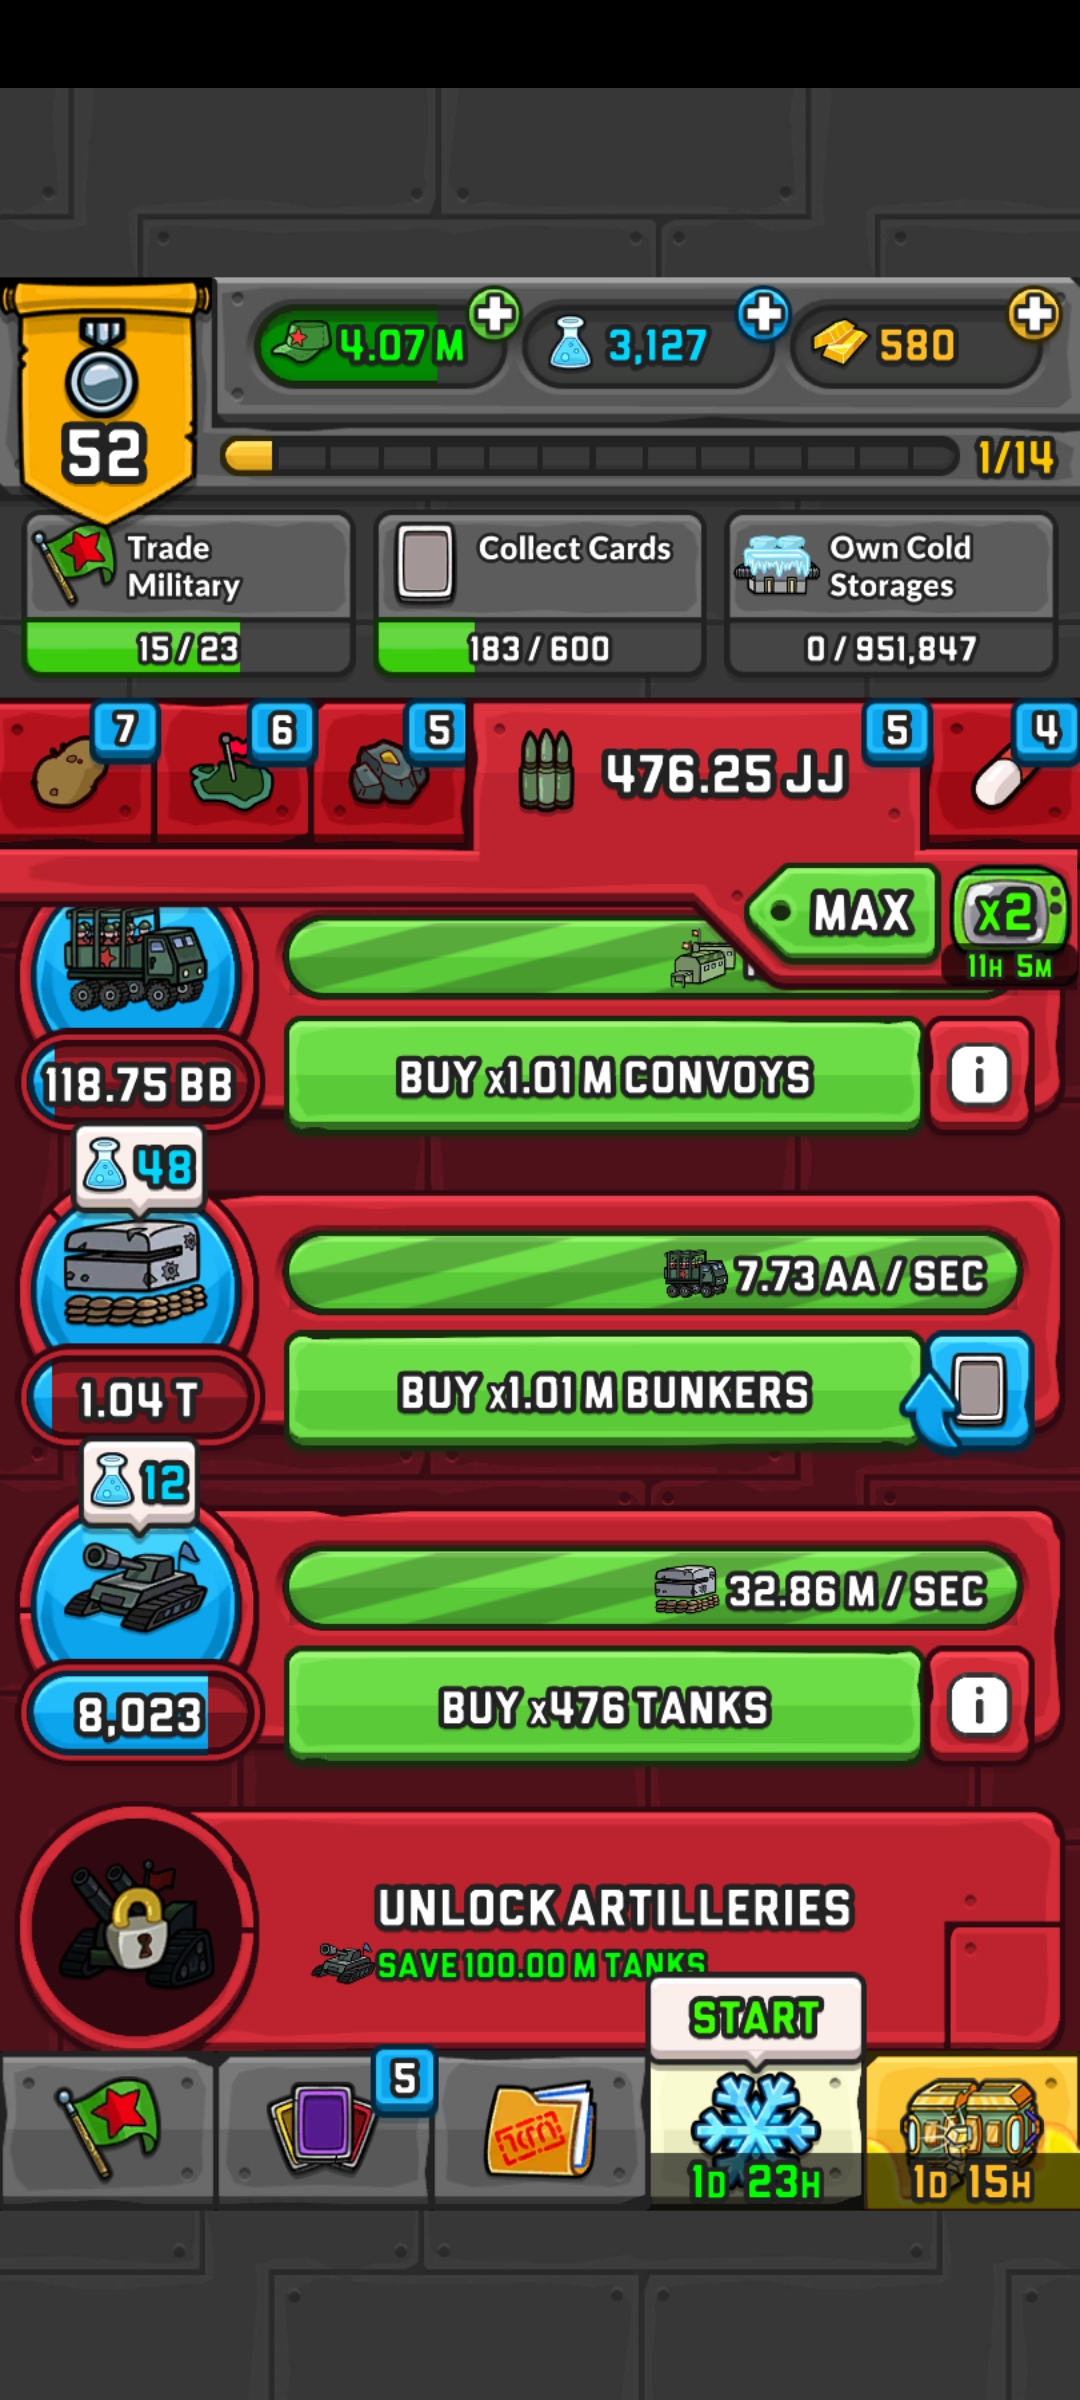 4.07 M
3,127
580
52
1/14
Trade
Military
Collect Cards
Own Cold
Storages
15 / 23
183 / 600
0 / 951,847
7
6
5
476.25 JJ
5
4
MAX
x2
11H 5M
118.75 BB
BUY x1.01 M CONVOYS
i
48
7.73 AA / SEC
1.04 T
BUY x1.01 M BUNKERS
12
32.86 M / SEC
8,023
BUY x476 TANKS
i
UNLOCK ARTILLERIES
SAVE 100.00 M TANKS
START
5
1D 23H
1D 15H